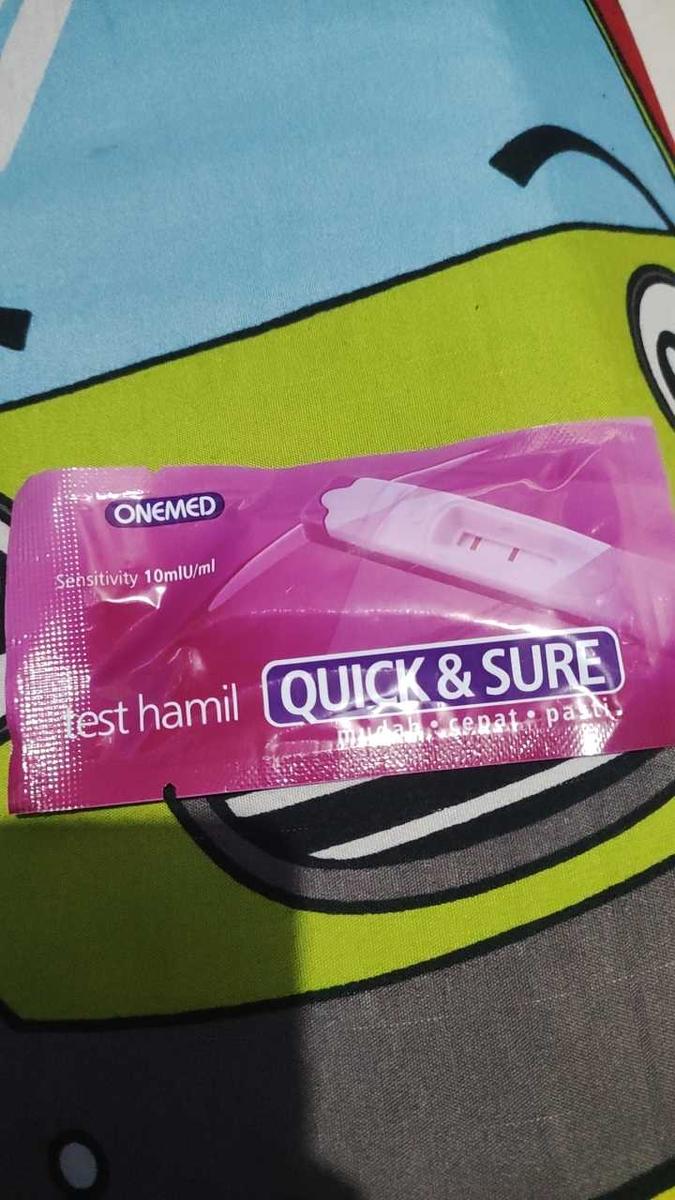 ONEMED
Sensitivity 10mIU/ml
test hamil QUICK & SURE
mudah • cepat • pasti